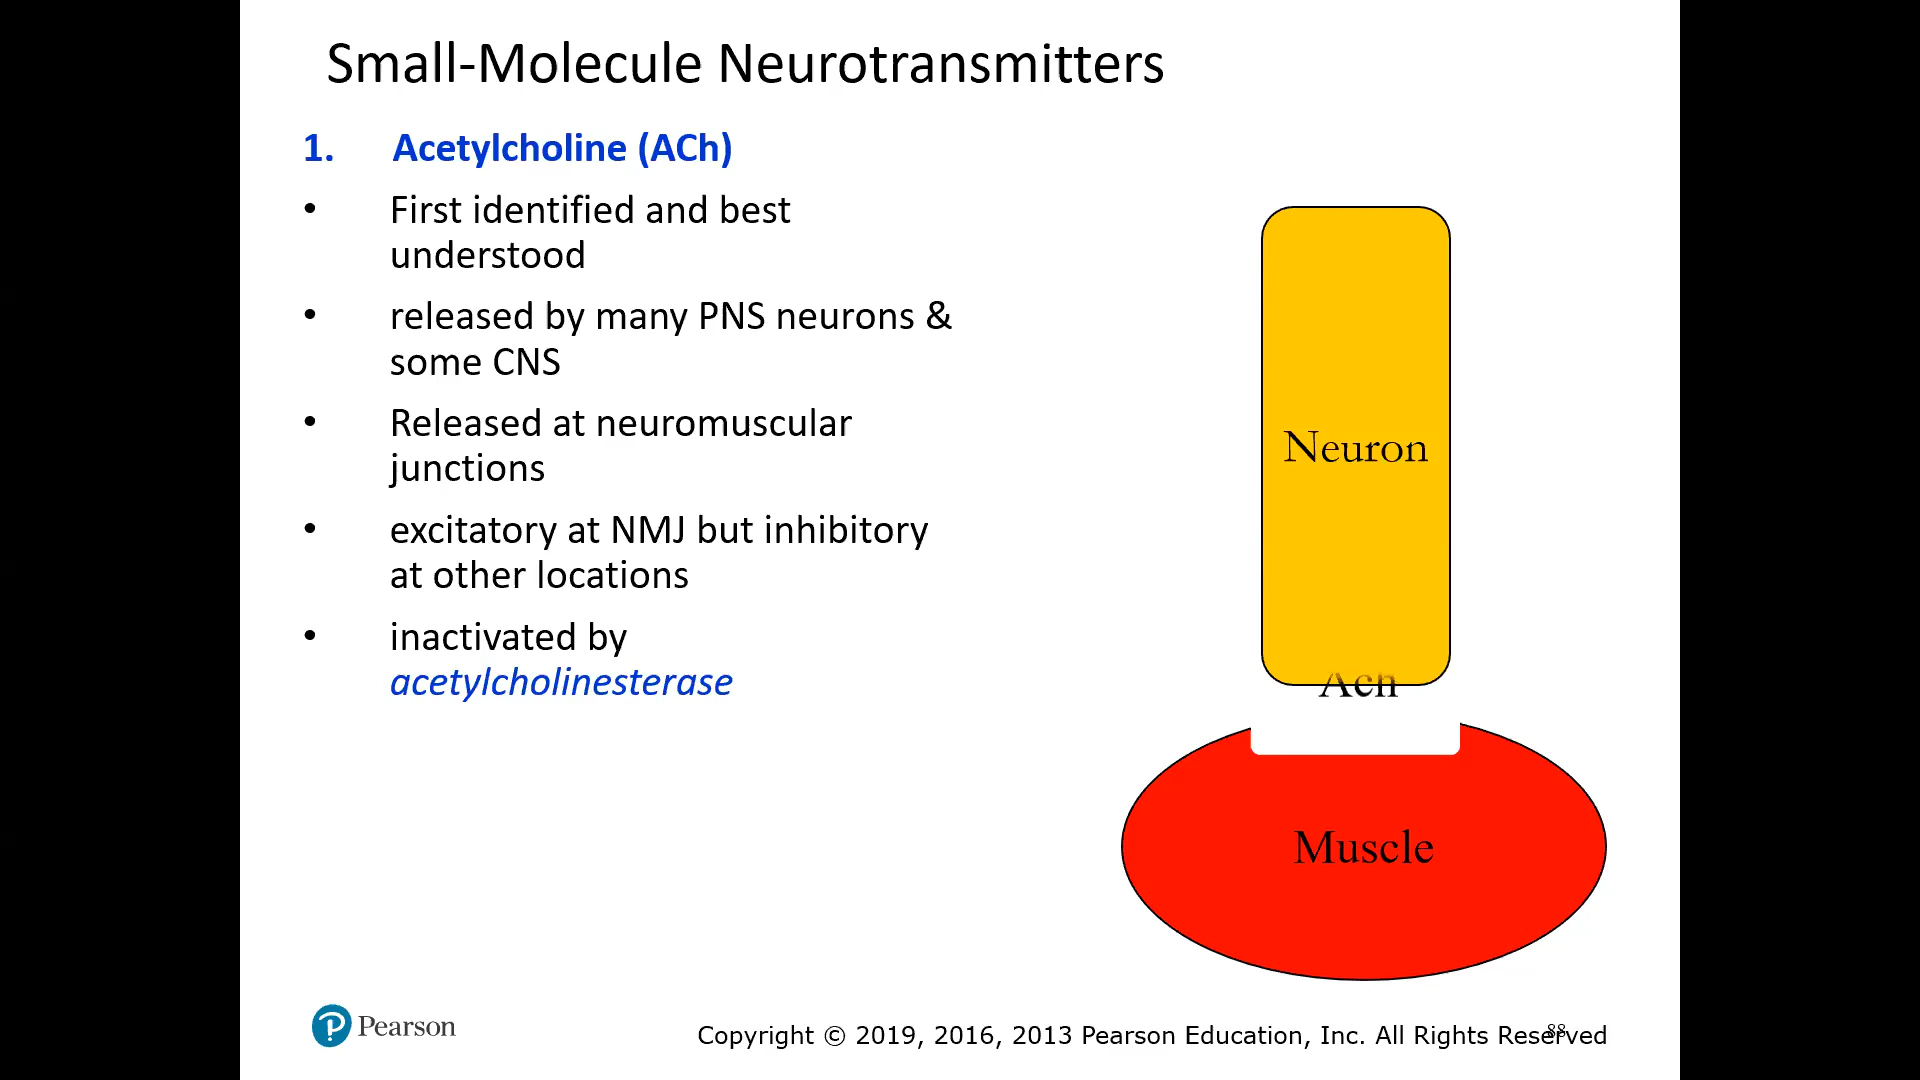 Small-Molecule Neurotransmitters
1. Acetylcholine (ACh)
• First identified and best
understood
• released by many PNS neurons &
some CNS
• Released at neuromuscular
junctions
• excitatory at NMJ but inhibitory
at other locations
• inactivated by
acetylcholinesterase
Neuron
Ach
Muscle
Pearson
Copyright © 2019, 2016, 2013 Pearson Education, Inc. All Rights Reserved
88